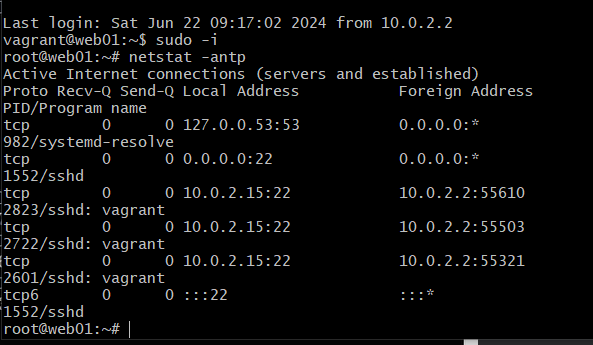 Last login: Sat Jun 22 09:17:02 2024 from 10.0.2.2
vagrant@web01:~$ sudo -i
root@web01:~# netstat -antp
Active Internet connections (servers and established)
Proto Recv-Q Send-Q Local Address           Foreign Address
PID/Program name
tcp        0      0 127.0.0.53:53           0.0.0.0:*
982/systemd-resolve
tcp        0      0 0.0.0.0:22              0.0.0.0:*
1552/sshd
tcp        0      0 10.0.2.15:22            10.0.2.2:55610
2823/sshd: vagrant
tcp        0      0 10.0.2.15:22            10.0.2.2:55503
2722/sshd: vagrant
tcp        0      0 10.0.2.15:22            10.0.2.2:55321
2601/sshd: vagrant
tcp6       0      0 :::22                   :::*
1552/sshd
root@web01:~#